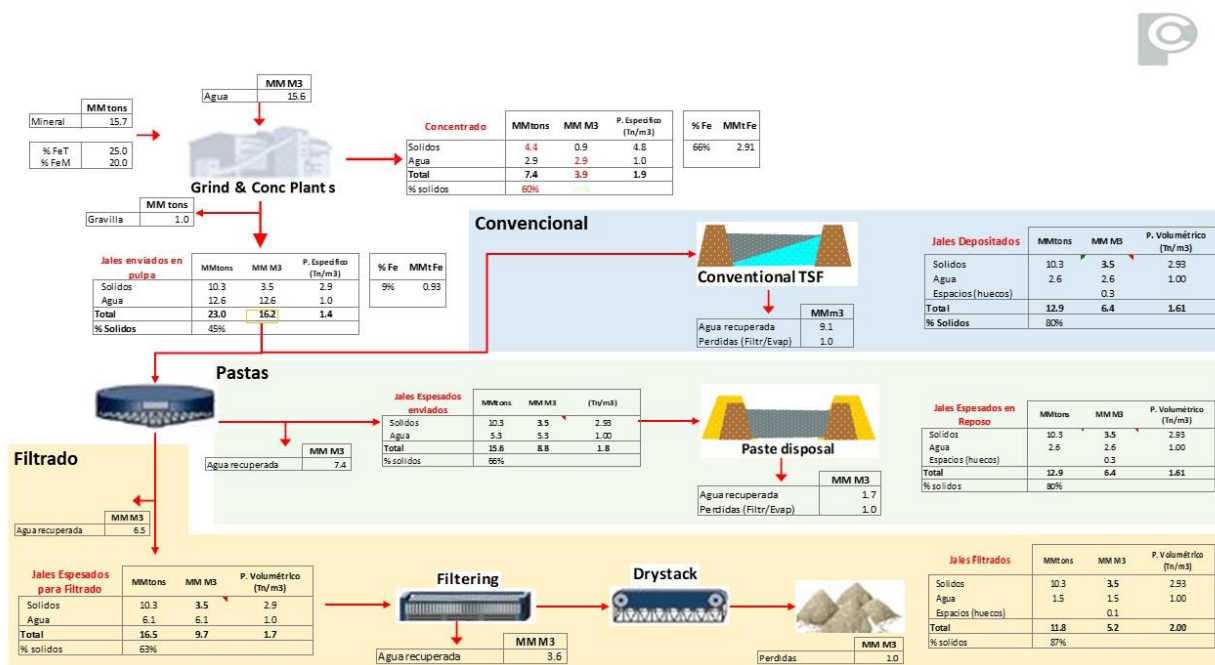 MM M3
Agua 15.6
MMtons
Mineral 15.7
% FeT 25.0
% FeM 20.0
Grind & Conc Plants
Concentrado MMtons MM M3 P. Especifico (Tn/m3)
Solidos 4.4 0.9 4.8
Agua 2.9 2.9 1.0
Total 7.4 3.9 1.9
% solidos 60%
% Fe MMtFe
66% 2.91
MM tons
Gravilla 1.0
Jales enviados en pulpa MMtons MM M3 P. Especifico (Tn/m3)
Solidos 10.3 3.5 2.9
Agua 12.6 12.6 1.0
Total 23.0 16.2 1.4
% Solidos 45%
% Fe MMtFe
9% 0.93
Convencional
Conventional TSF
MMm3
Agua recuperada 9.1
Perdidas (Filtr/Evap) 1.0
Jales Depositados MMtons MM M3 P. Volumétrico (Tn/m3)
Solidos 10.3 3.5 2.93
Agua 2.6 2.6 1.00
Espacios (huecos) 0.3
Total 12.9 6.4 1.61
% Solidos 80%
Pastas
MM M3
Agua recuperada 7.4
Jales Espesados enviados MMtons MM M3 (Tn/m3)
Solidos 10.3 3.5 2.93
Agua 5.3 5.3 1.00
Total 15.6 8.8 1.8
% solidos 66%
Paste disposal
MM M3
Agua recuperada 1.7
Perdidas (Filtr/Evap) 1.0
Jales Espesados en Reposo MMtons MM M3 P. Volumétrico (Tn/m3)
Solidos 10.3 3.5 2.93
Agua 2.6 2.6 1.00
Espacios (huecos) 0.3
Total 12.9 6.4 1.61
% solidos 80%
Filtrado
MM M3
Agua recuperada 6.5
Jales Espesados para Filtrado MMtons MM M3 P. Volumétrico (Tn/m3)
Solidos 10.3 3.5 2.9
Agua 6.1 6.1 1.0
Total 16.5 9.7 1.7
% solidos 63%
Filtering
MM M3
Agua recuperada 3.6
Drystack
MM M3
Perdidas 1.0
Jales Filtrados MMtons MM M3 P. Volumétrico (Tn/m3)
Solidos 10.3 3.5 2.93
Agua 1.5 1.5 1.00
Espacios (huecos) 0.1
Total 11.8 5.2 2.00
% solidos 87%